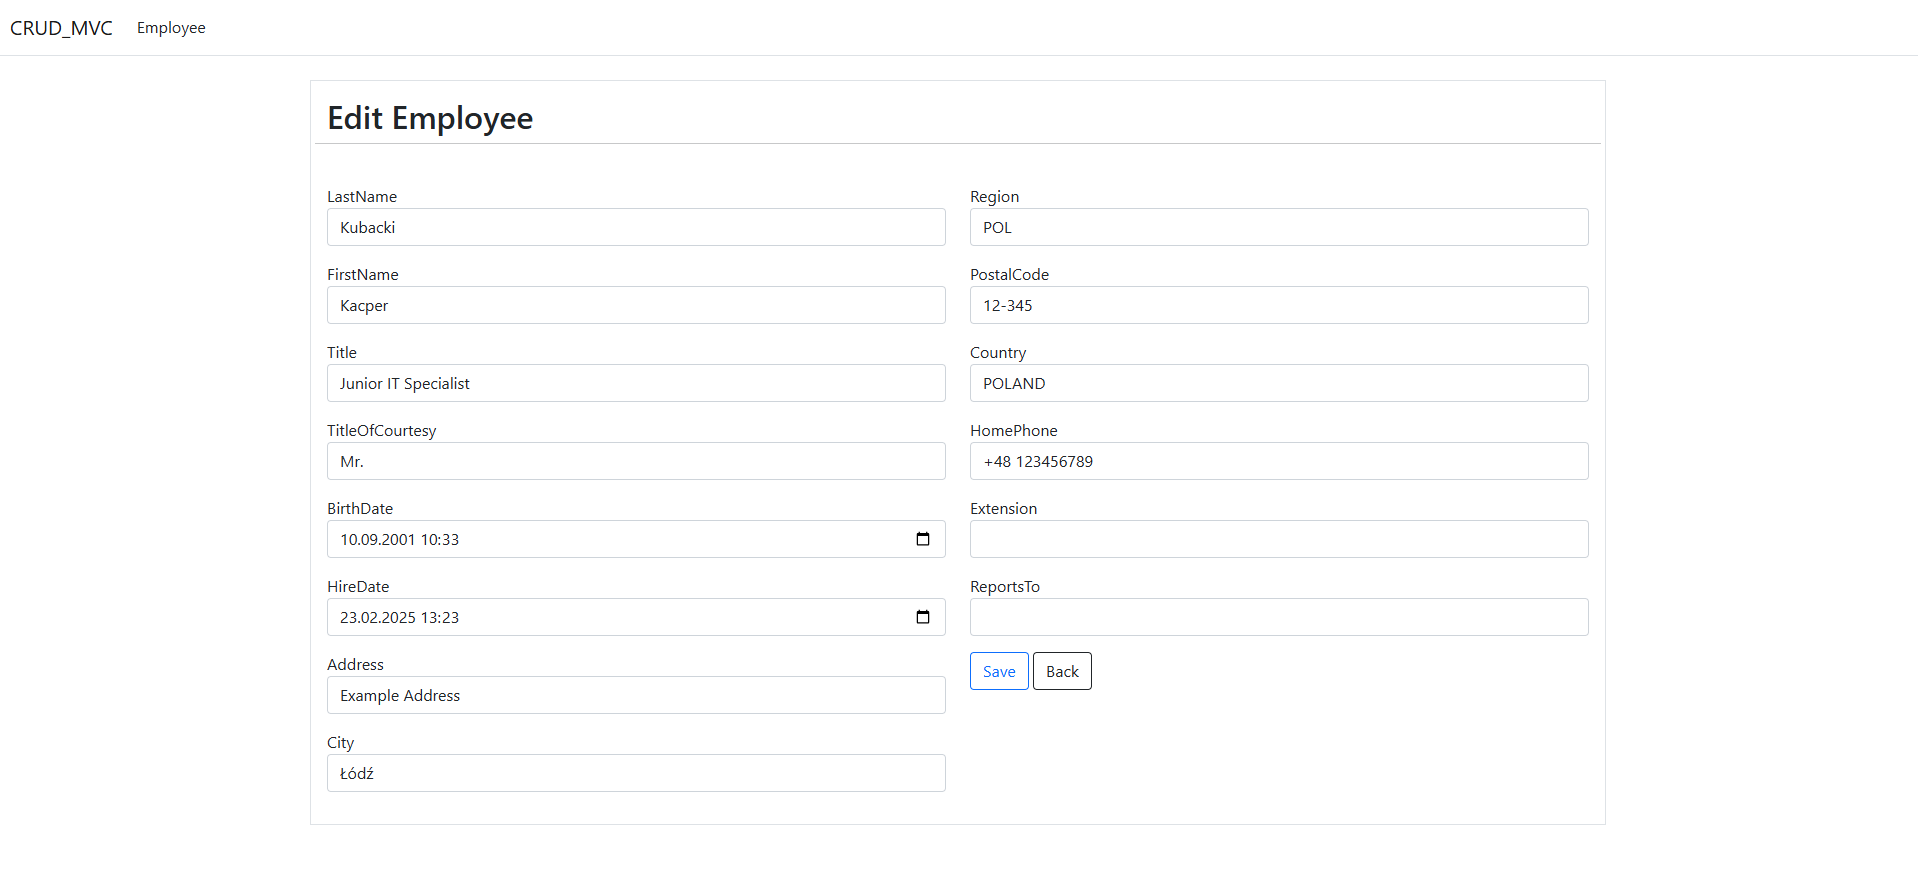 CRUD_MVC Employee
Edit Employee
LastName
Kubacki
FirstName
Kacper
Title
Junior IT Specialist
TitleOfCourtesy
Mr.
BirthDate
10.09.2001 10:33
HireDate
23.02.2025 13:23
Address
Example Address
City
Łódź
Region
POL
PostalCode
12-345
Country
POLAND
HomePhone
+48 123456789
Extension
ReportsTo
Save Back